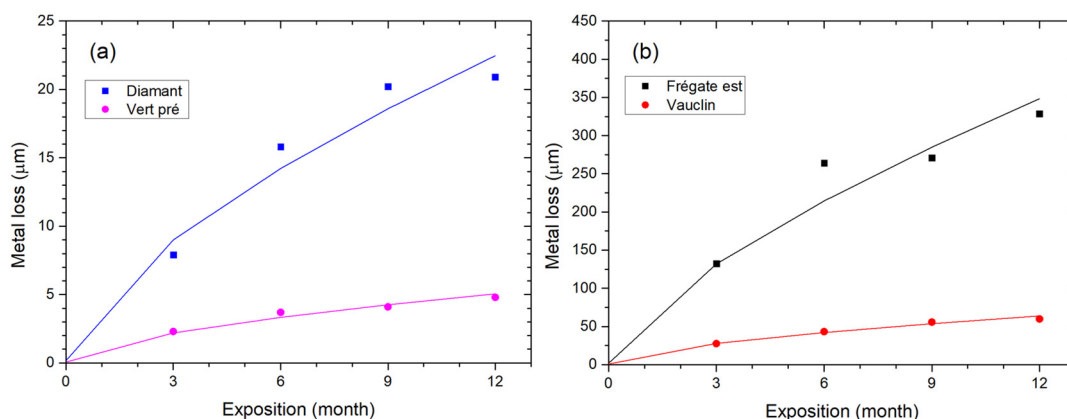 (a)
Diamant
Vert pré
Metal loss (μm)
25
20
15
10
5
0
0 3 6 9 12
Exposition (month)
(b)
Frégate est
Vauclin
Metal loss (μm)
450
400
350
300
250
200
150
100
50
0
0 3 6 9 12
Exposition (month)